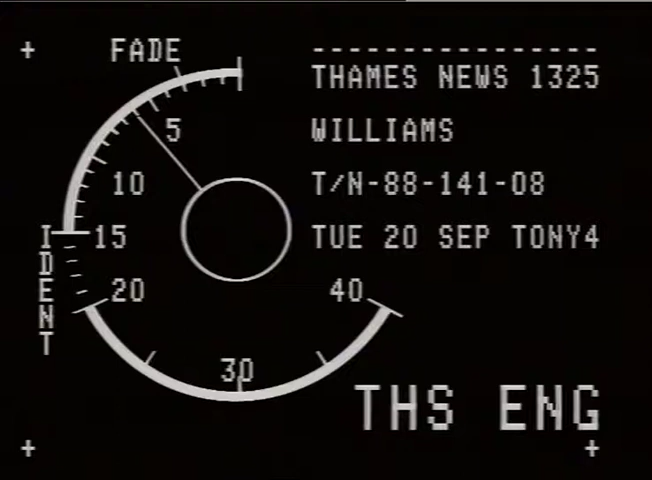 FADE
----------------
THAMES NEWS 1325
5
WILLIAMS
10
T/N-88-141-08
IDENT
15
TUE 20 SEP TONY4
20
40
30
THS ENG